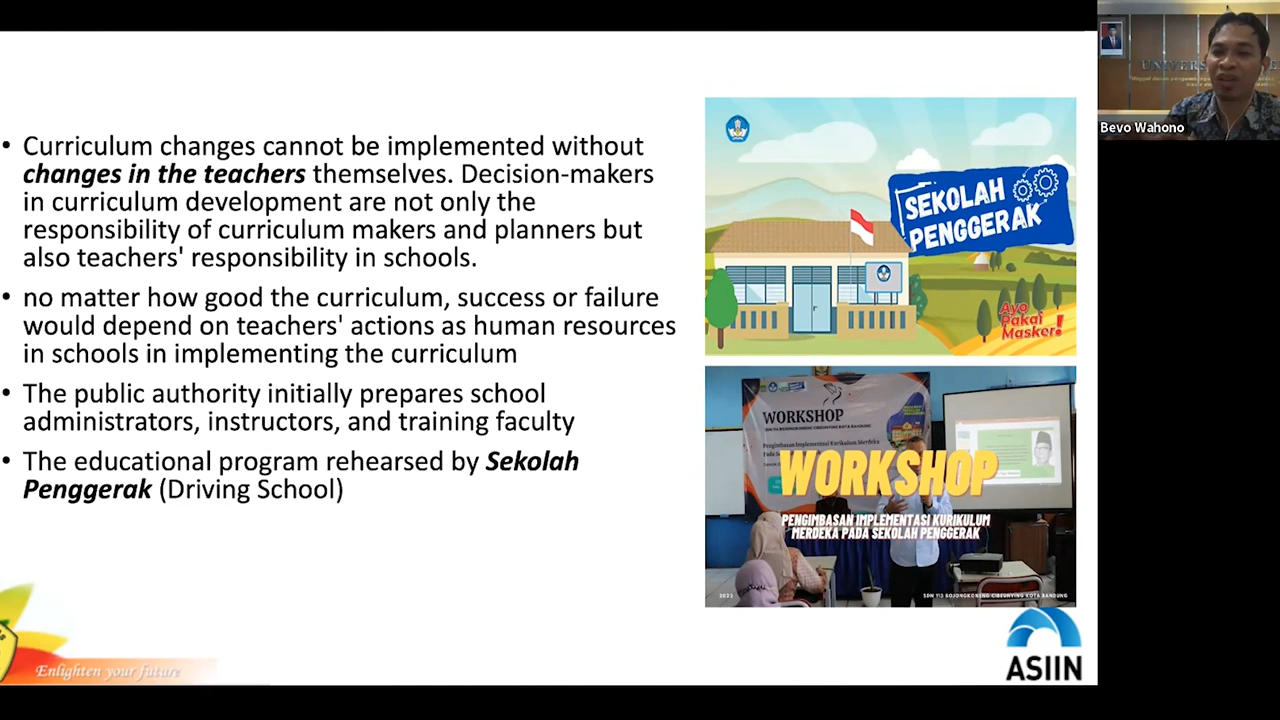 • Curriculum changes cannot be implemented without
changes in the teachers themselves. Decision-makers
in curriculum development are not only the
responsibility of curriculum makers and planners but
also teachers' responsibility in schools.
• no matter how good the curriculum, success or failure
would depend on teachers' actions as human resources
in schools in implementing the curriculum
• The public authority initially prepares school
administrators, instructors, and training faculty
• The educational program rehearsed by Sekolah
Penggerak (Driving School)
SEKOLAH
PENGGERAK
Ayo
Pakai
Masker!
WORKSHOP
Pengimbasan Implementasi Kurikulum Merdeka
WORKSHOP
PENGIMBASAN IMPLEMENTASI KURIKULUM
MERDEKA PADA SEKOLAH PENGGERAK
Enlighten your future
ASIIN
UNIVERS
Bevo Wahono